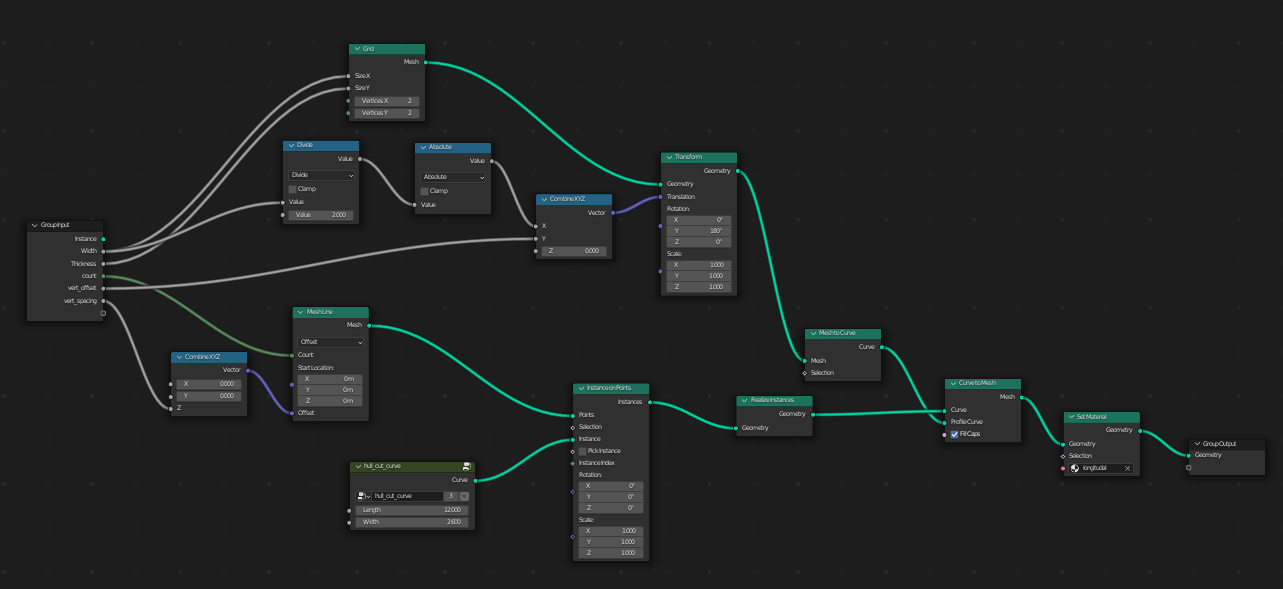 Grid
Mesh
Size X
Size Y
Vertices X 2
Vertices Y 2
Divide
Value
Divide
Clamp
Value
Value 2.000
Absolute
Value
Absolute
Clamp
Value
Combine XYZ
Vector
X
Y
Z 0.000
Transform
Geometry
Geometry
Translation
Rotation:
X 0°
Y 180°
Z 0°
Scale:
X 1.000
Y 1.000
Z 1.000
Group Input
Instance
Width
Thickness
count
vert_offset
vert_spacing
Combine XYZ
Vector
X 0.000
Y 0.000
Z
Mesh Line
Mesh
Offset
Count
Start Location:
X 0 m
Y 0 m
Z 0 m
Offset
hull_cut_curve
Curve
hull_cut_curve 3
Length 12.000
Width 2.600
Instance on Points
Instances
Points
Selection
Instance
Pick Instance
Instance Index
Rotation:
X 0°
Y 0°
Z 0°
Scale:
X 1.000
Y 1.000
Z 1.000
Realize Instances
Geometry
Geometry
Mesh to Curve
Curve
Mesh
Selection
Curve to Mesh
Mesh
Curve
Profile Curve
Fill Caps
Set Material
Geometry
Geometry
Selection
longitudal
Group Output
Geometry